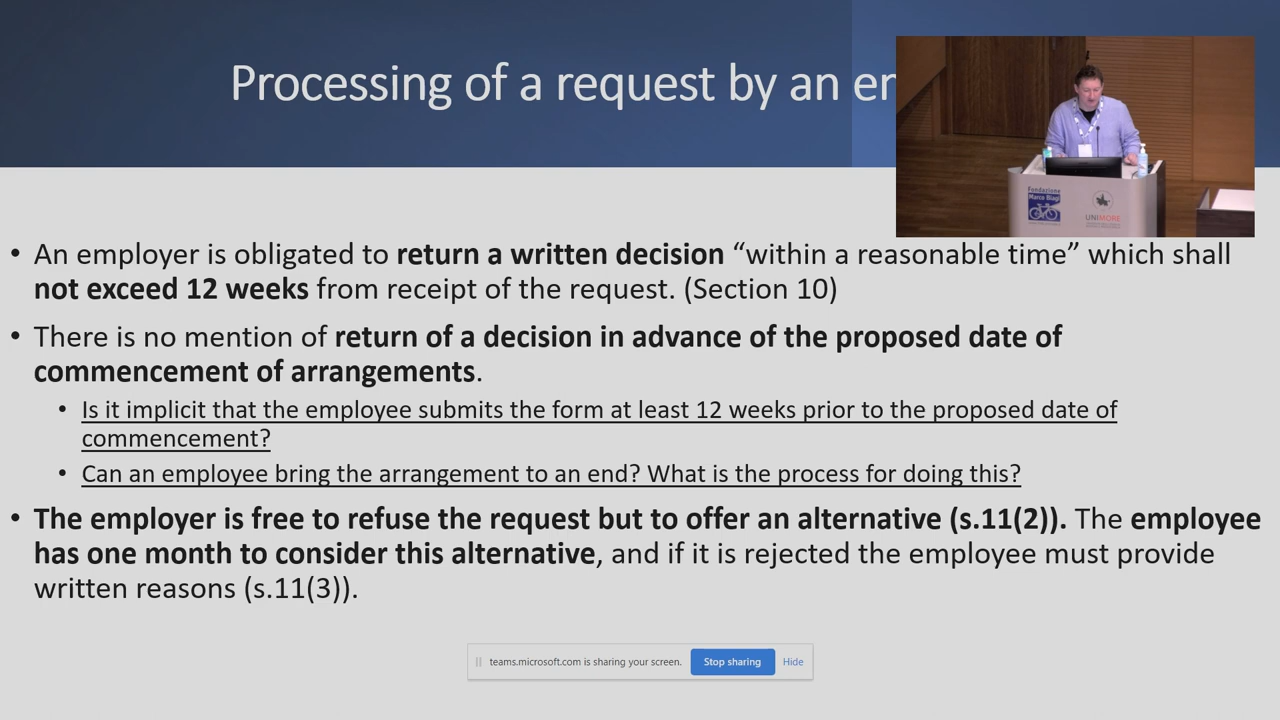 Processing of a request by an
Fondazione
Marco Biagi
UNIMORE
• An employer is obligated to return a written decision “within a reasonable time” which shall
not exceed 12 weeks from receipt of the request. (Section 10)
• There is no mention of return of a decision in advance of the proposed date of
commencement of arrangements.
• Is it implicit that the employee submits the form at least 12 weeks prior to the proposed date of
commencement?
• Can an employee bring the arrangement to an end? What is the process for doing this?
• The employer is free to refuse the request but to offer an alternative (s.11(2)). The employee
has one month to consider this alternative, and if it is rejected the employee must provide
written reasons (s.11(3)).
teams.microsoft.com is sharing your screen. Stop sharing Hide